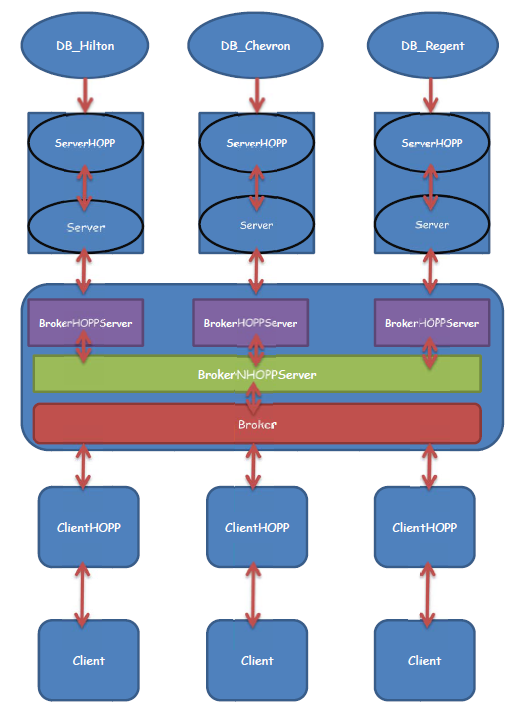 DB_Hilton
DB_Chevron
DB_Regent
ServerHOPP
ServerHOPP
ServerHOPP
Server
Server
Server
BrokerHOPPServer
BrokerHOPPServer
BrokerHOPPServer
BrokerNHOPPServer
Broker
ClientHOPP
ClientHOPP
ClientHOPP
Client
Client
Client